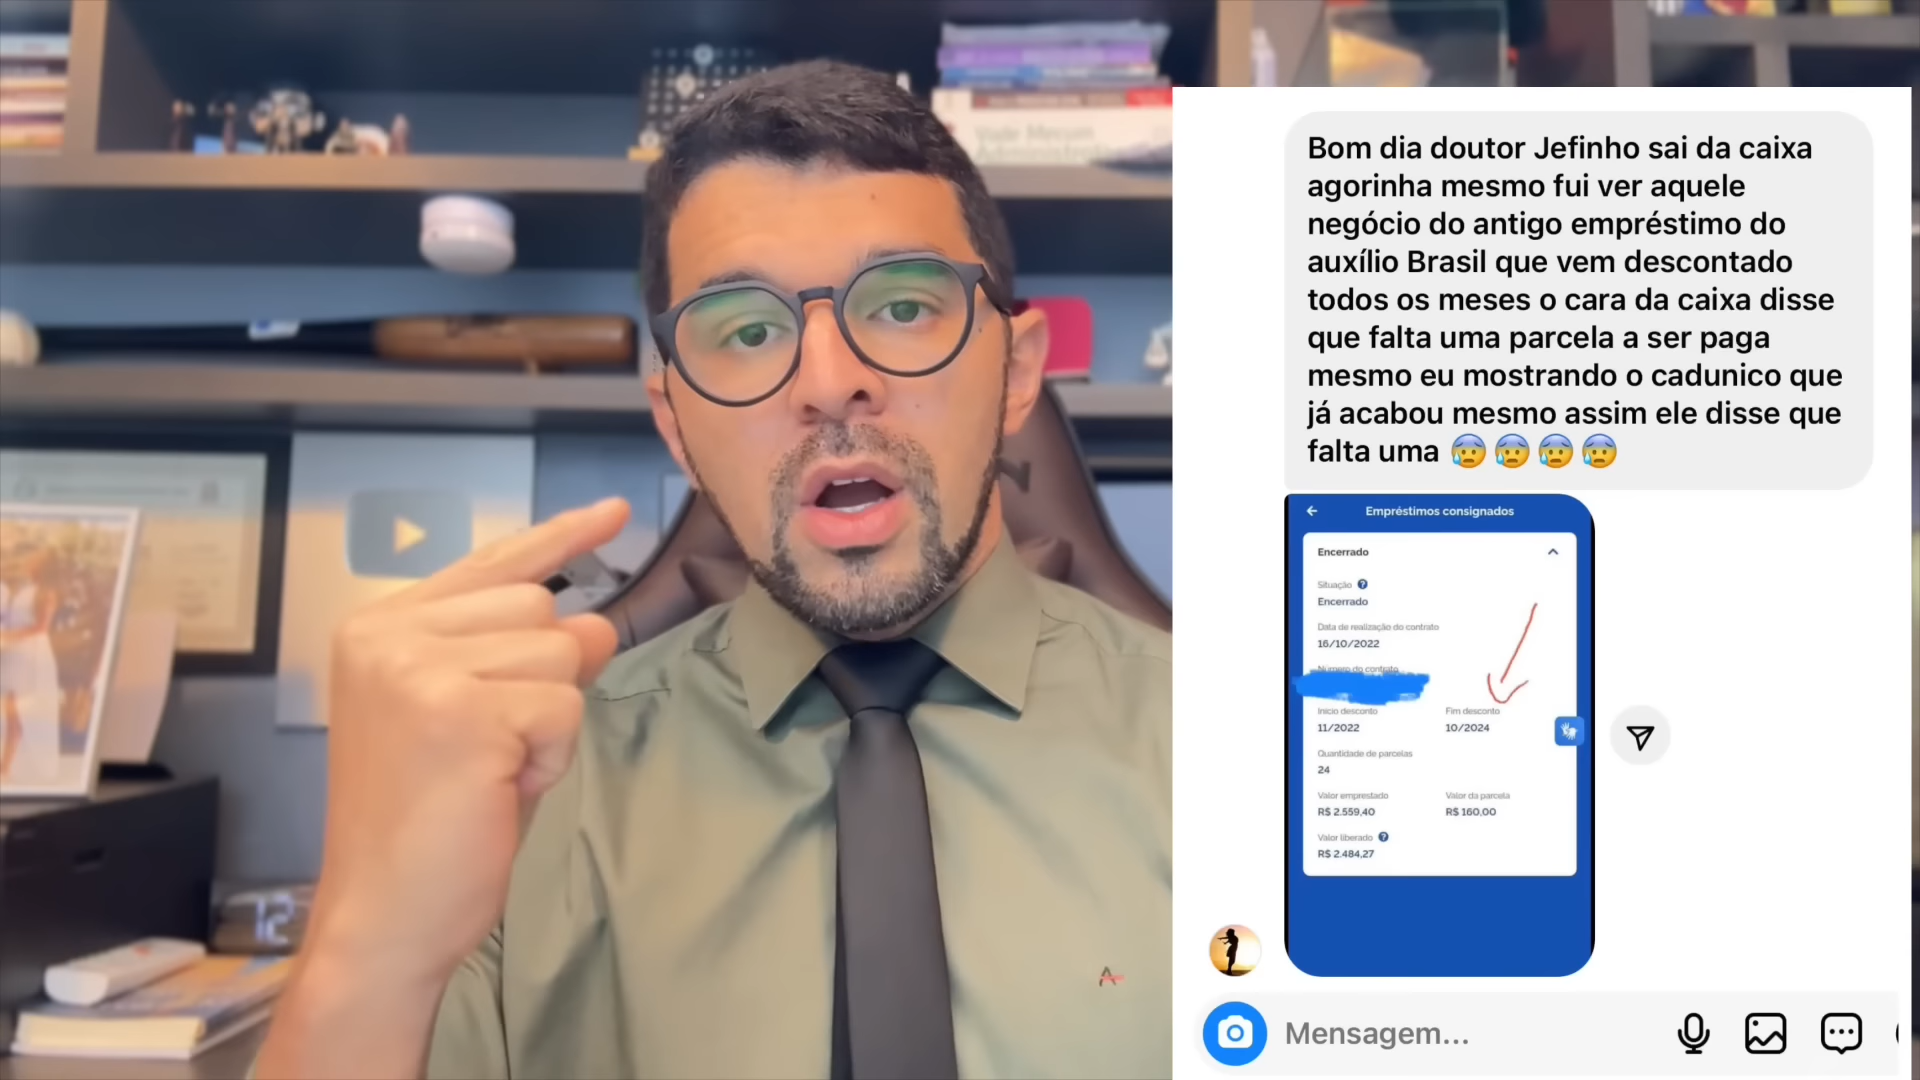 Bom dia doutor Jefinho sai da caixa
agorinha mesmo fui ver aquele
negócio do antigo empréstimo do
auxílio Brasil que vem descontado
todos os meses o cara da caixa disse
que falta uma parcela a ser paga
mesmo eu mostrando o cadunico que
já acabou mesmo assim ele disse que
falta uma 😰😰😰😰
Empréstimos consignados
Encerrado
Situação
Encerrado
Data de realização do contrato
16/10/2022
Número do contrato
Início desconto Fim desconto
11/2022 10/2024
Quantidade de parcelas
24
Valor emprestado Valor da parcela
R$ 2.559,40 R$ 160,00
Valor liberado
R$ 2.484,27
Mensagem...
12